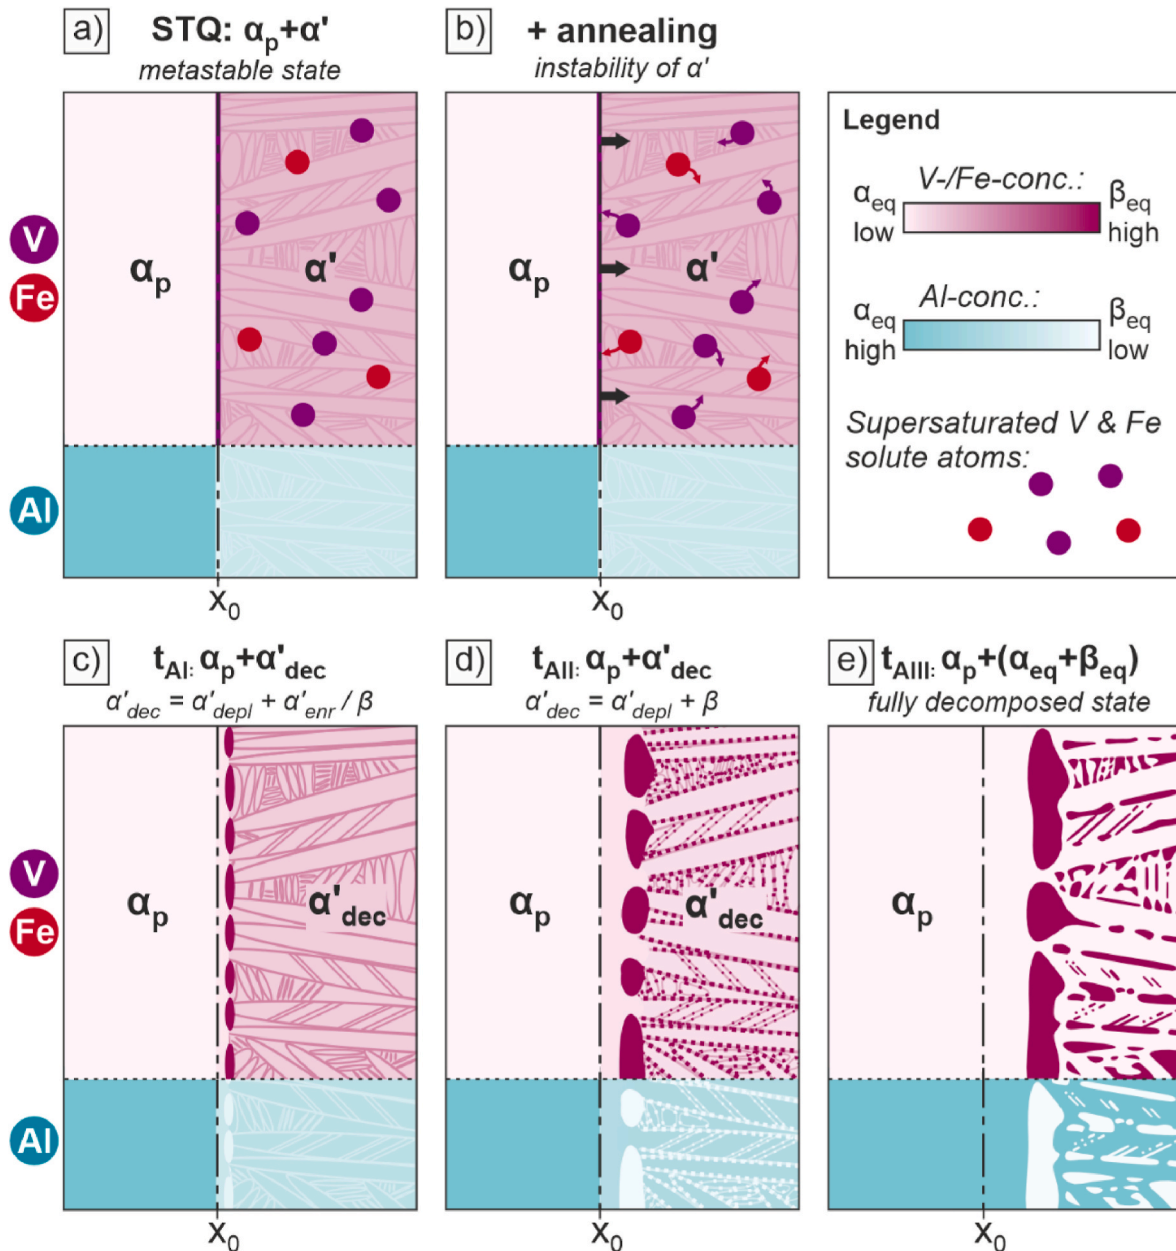 a) STQ: αp+α'
metastable state
b) + annealing
instability of α'
V
Fe
αp
α'
αp
α'
Al
x0
x0
Legend
V-/Fe-conc.:
αeq
low
βeq
high
Al-conc.:
αeq
high
βeq
low
Supersaturated V & Fe
solute atoms:
c) tAI: αp+α'dec
α'dec = α'depl + α'enr / β
d) tAII: αp+α'dec
α'dec = α'depl + β
e) tAIII: αp+(αeq+βeq)
fully decomposed state
V
Fe
αp
α'dec
αp
α'dec
αp
Al
x0
x0
x0